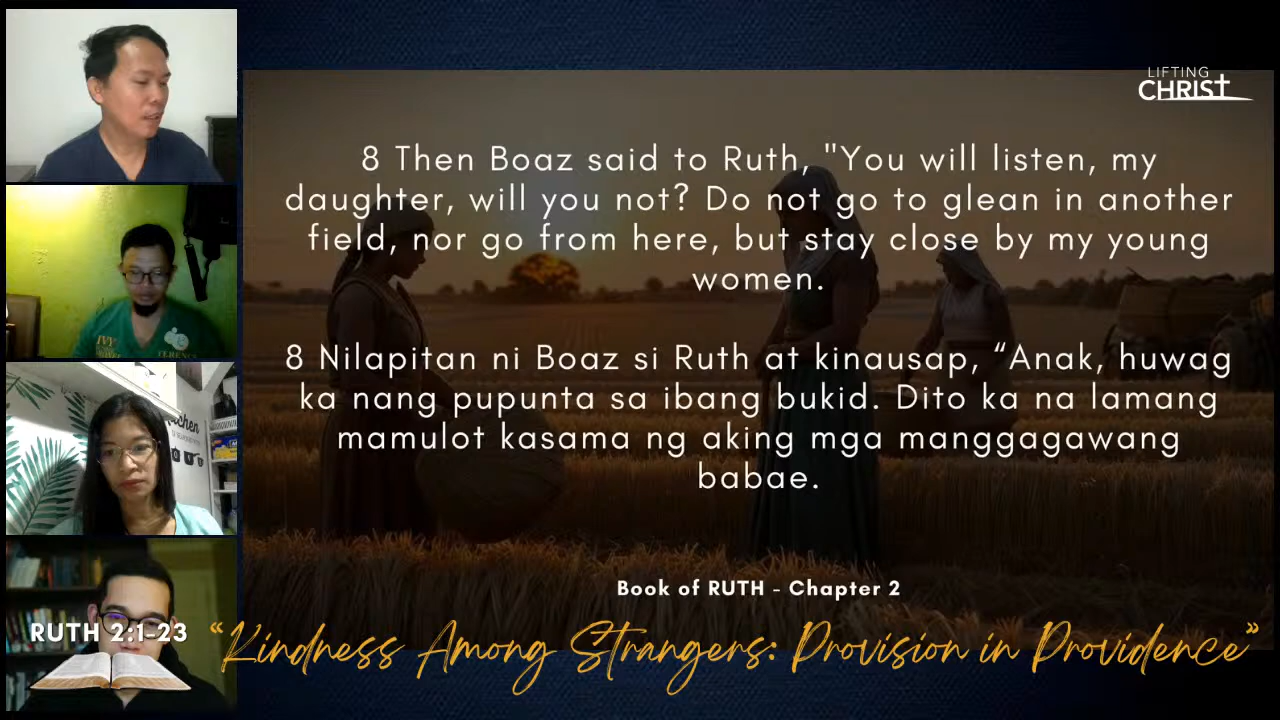 LIFTING
CHRIST
8 Then Boaz said to Ruth, "You will listen, my
daughter, will you not? Do not go to glean in another
field, nor go from here, but stay close by my young
women.
8 Nilapitan ni Boaz si Ruth at kinausap, “Anak, huwag
ka nang pupunta sa ibang bukid. Dito ka na lamang
mamulot kasama ng aking mga manggagawang
babae.
Book of RUTH - Chapter 2
RUTH 2:1-23
“Kindness Among Strangers: Provision in Providence”
IVY